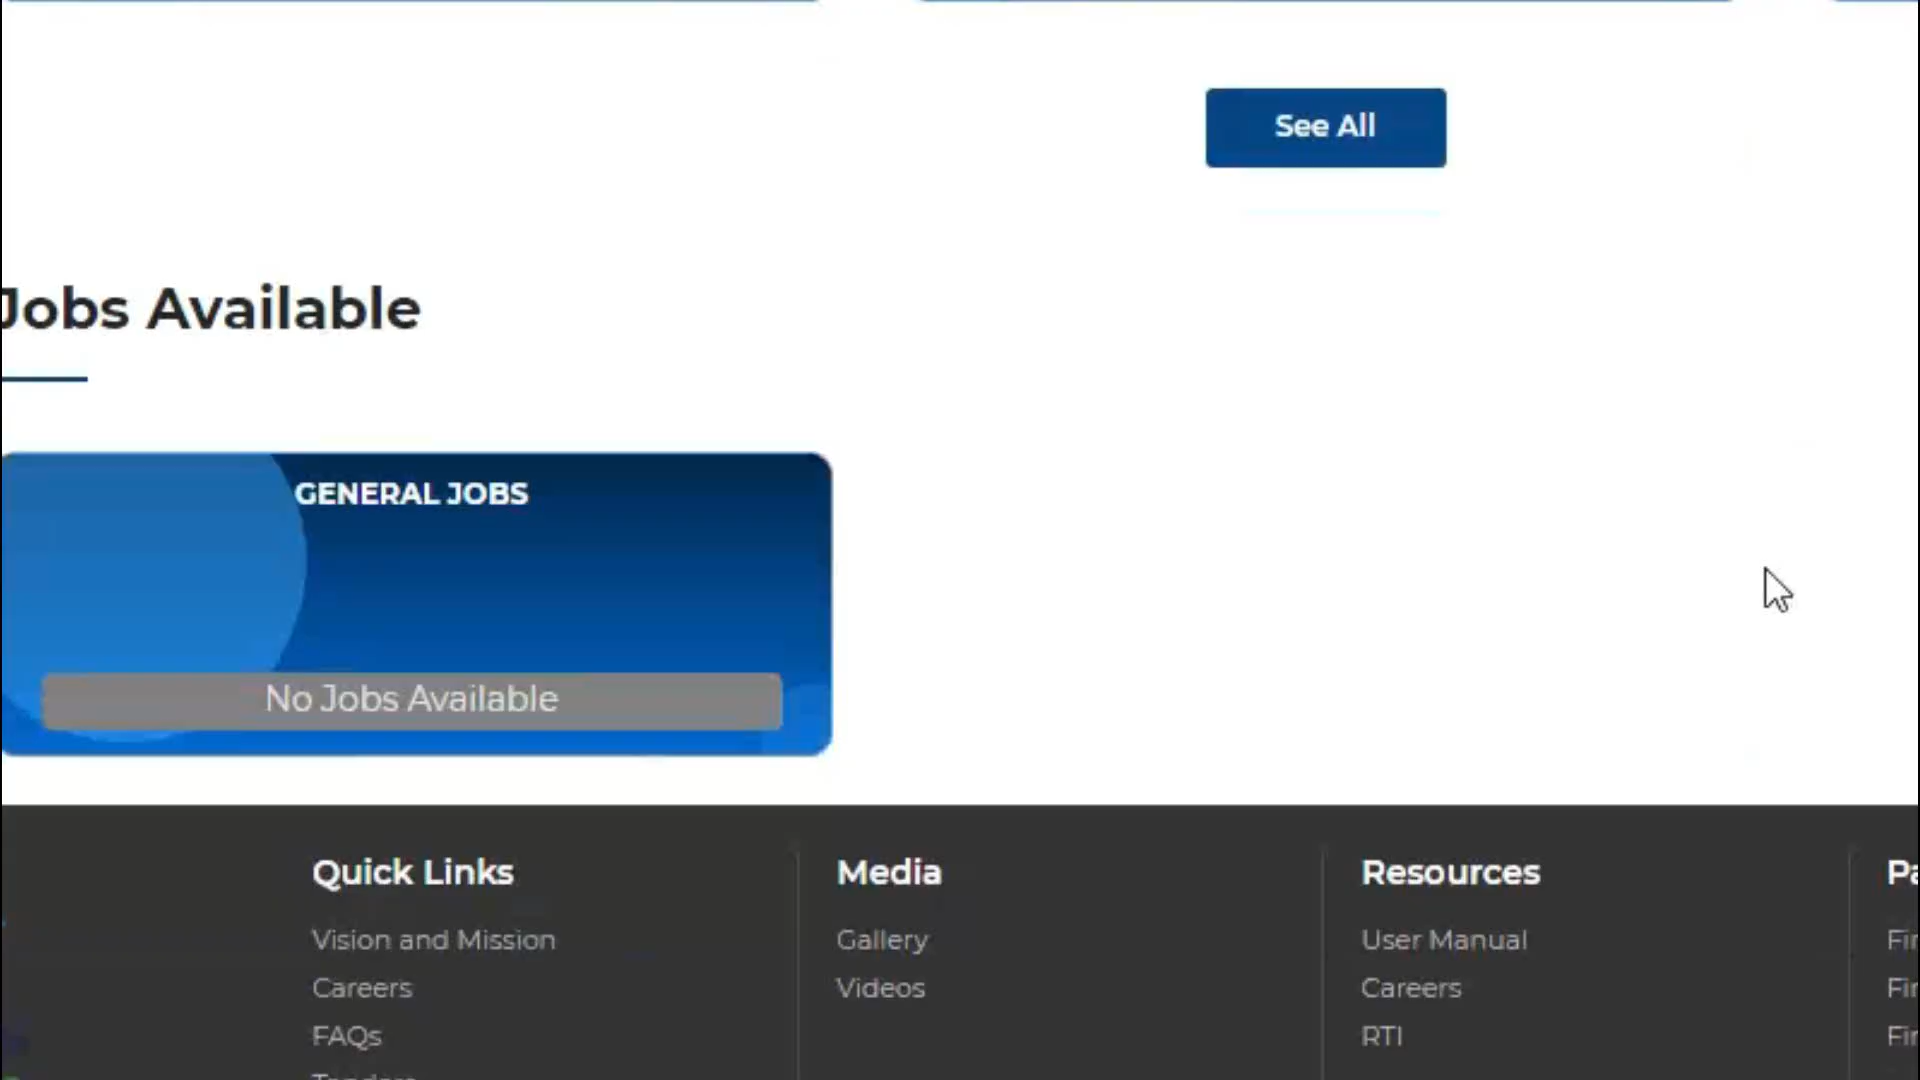 See All
Jobs Available
GENERAL JOBS
No Jobs Available
Quick Links
Vision and Mission
Careers
FAQs
Media
Gallery
Videos
Resources
User Manual
Careers
RTI